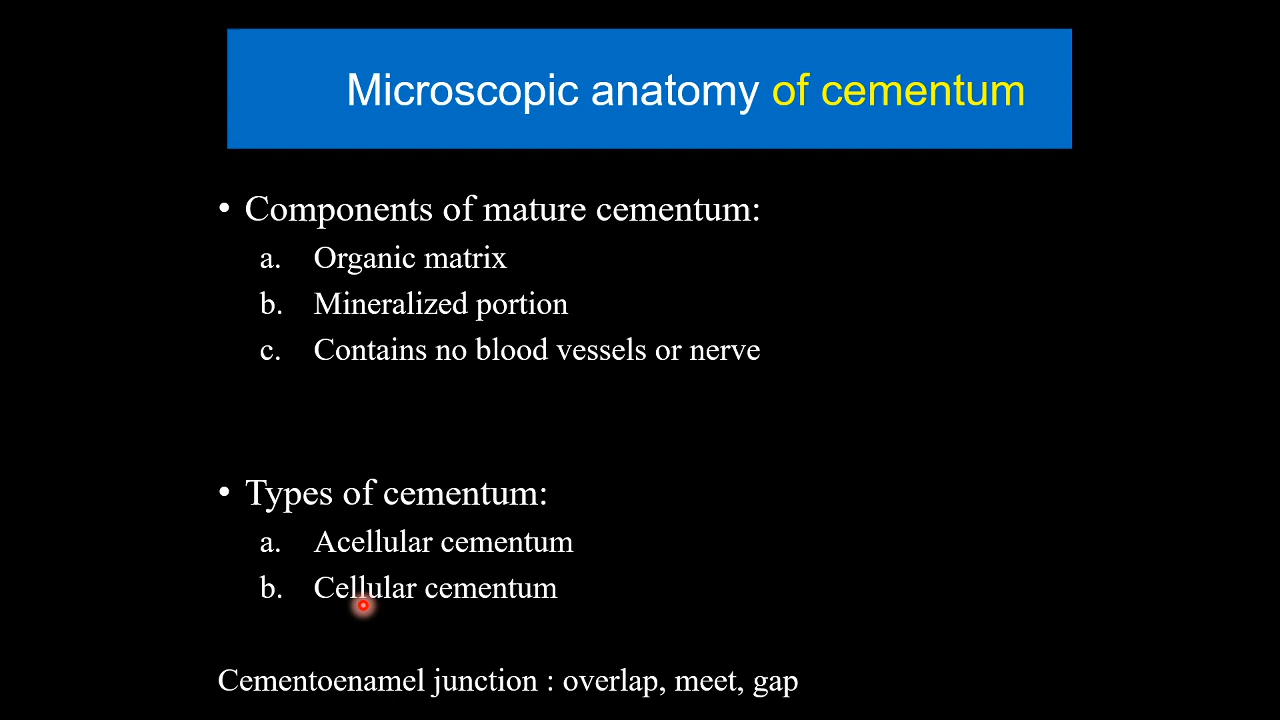 Microscopic anatomy of cementum
• Components of mature cementum:
a. Organic matrix
b. Mineralized portion
c. Contains no blood vessels or nerve
• Types of cementum:
a. Acellular cementum
b. Cellular cementum
Cementoenamel junction : overlap, meet, gap